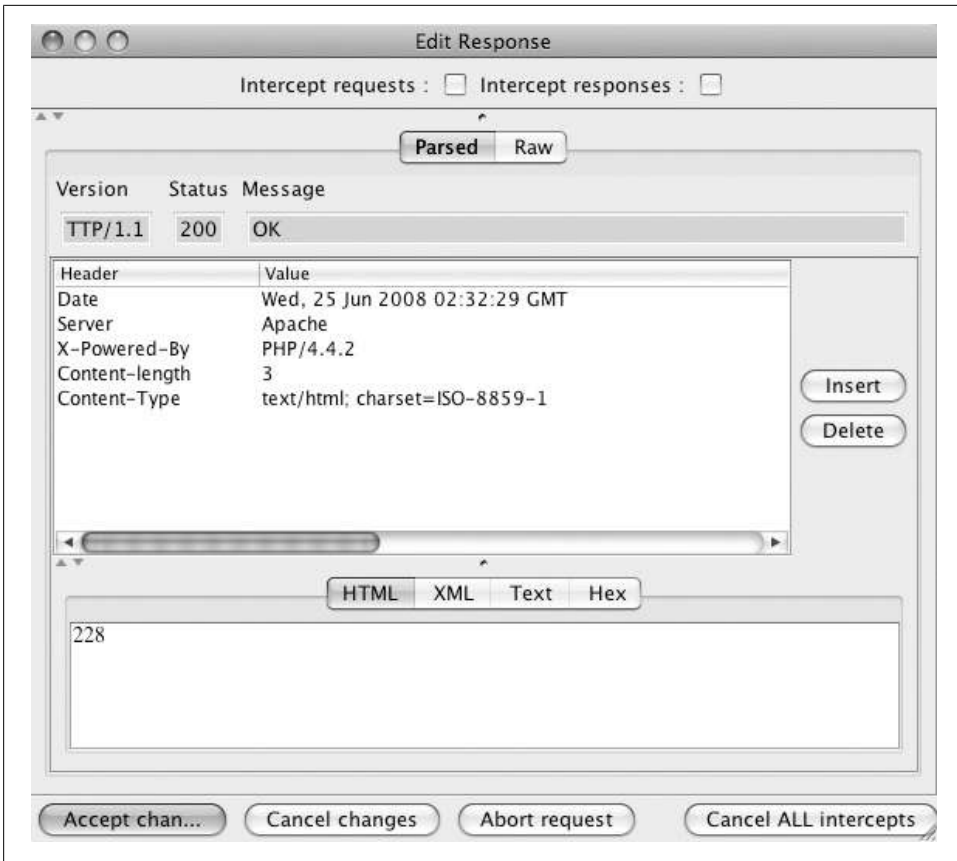 Edit Response
Intercept requests : Intercept responses :
Parsed Raw
Version Status Message
TTP/1.1 200 OK
Header Value
Date Wed, 25 Jun 2008 02:32:29 GMT
Server Apache
X-Powered-By PHP/4.4.2
Content-length 3
Content-Type text/html; charset=ISO-8859-1
Insert
Delete
HTML XML Text Hex
228
Accept chan... Cancel changes Abort request Cancel ALL intercepts